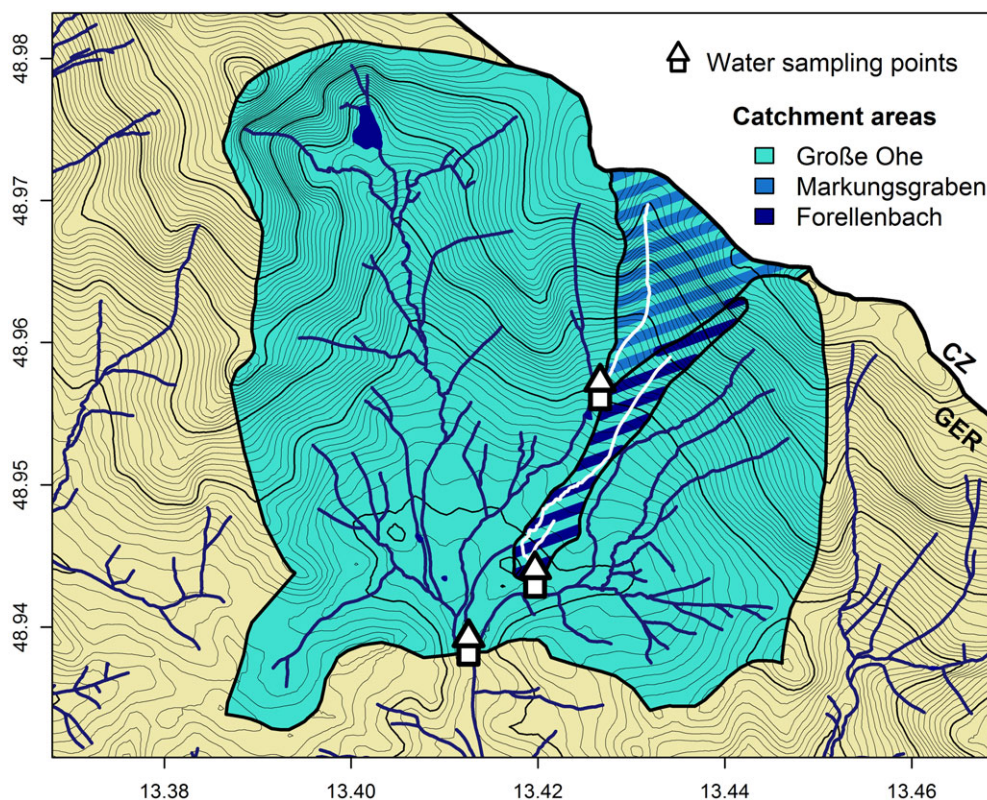 Water sampling points
Catchment areas
Große Ohe
Markungsgraben
Forellenbach
CZ
GER
48.98
48.97
48.96
48.95
48.94
13.38
13.40
13.42
13.44
13.46